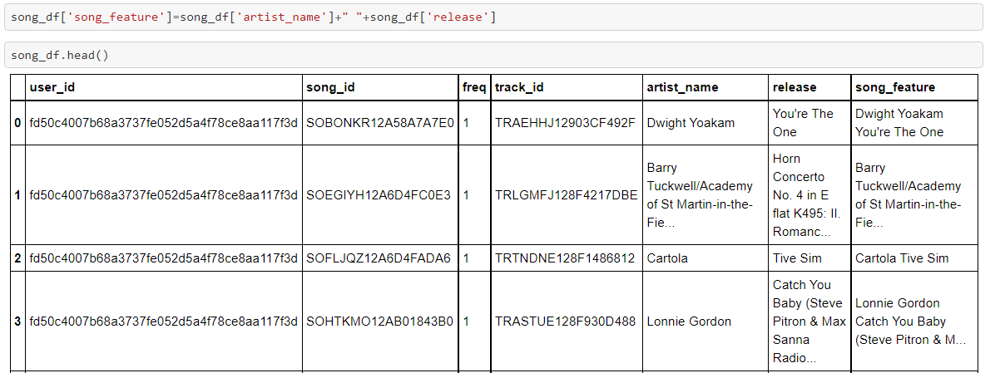 song_df['song_feature']=song_df['artist_name']+" "+song_df['release']
song_df.head()
user_id song_id freq track_id artist_name release song_feature
0 fd50c4007b68a3737fe052d5a4f78ce8aa117f3d SOBONKR12A58A7A7E0 1 TRAEHHJ12903CF492F Dwight Yoakam You're The One Dwight Yoakam You're The One
1 fd50c4007b68a3737fe052d5a4f78ce8aa117f3d SOEGIYH12A6D4FC0E3 1 TRLGMFJ128F4217DBE Barry Tuckwell/Academy of St Martin-in-the-Fie... Horn Concerto No. 4 in E flat K495: II. Romanc... Barry Tuckwell/Academy of St Martin-in-the-Fie...
2 fd50c4007b68a3737fe052d5a4f78ce8aa117f3d SOFLJQZ12A6D4FADA6 1 TRTNDNE128F1486812 Cartola Tive Sim Cartola Tive Sim
3 fd50c4007b68a3737fe052d5a4f78ce8aa117f3d SOHTKMO12AB01843B0 1 TRASTUE128F930D488 Lonnie Gordon Catch You Baby (Steve Pitron & Max Sanna Radio... Lonnie Gordon Catch You Baby (Steve Pitron & M...